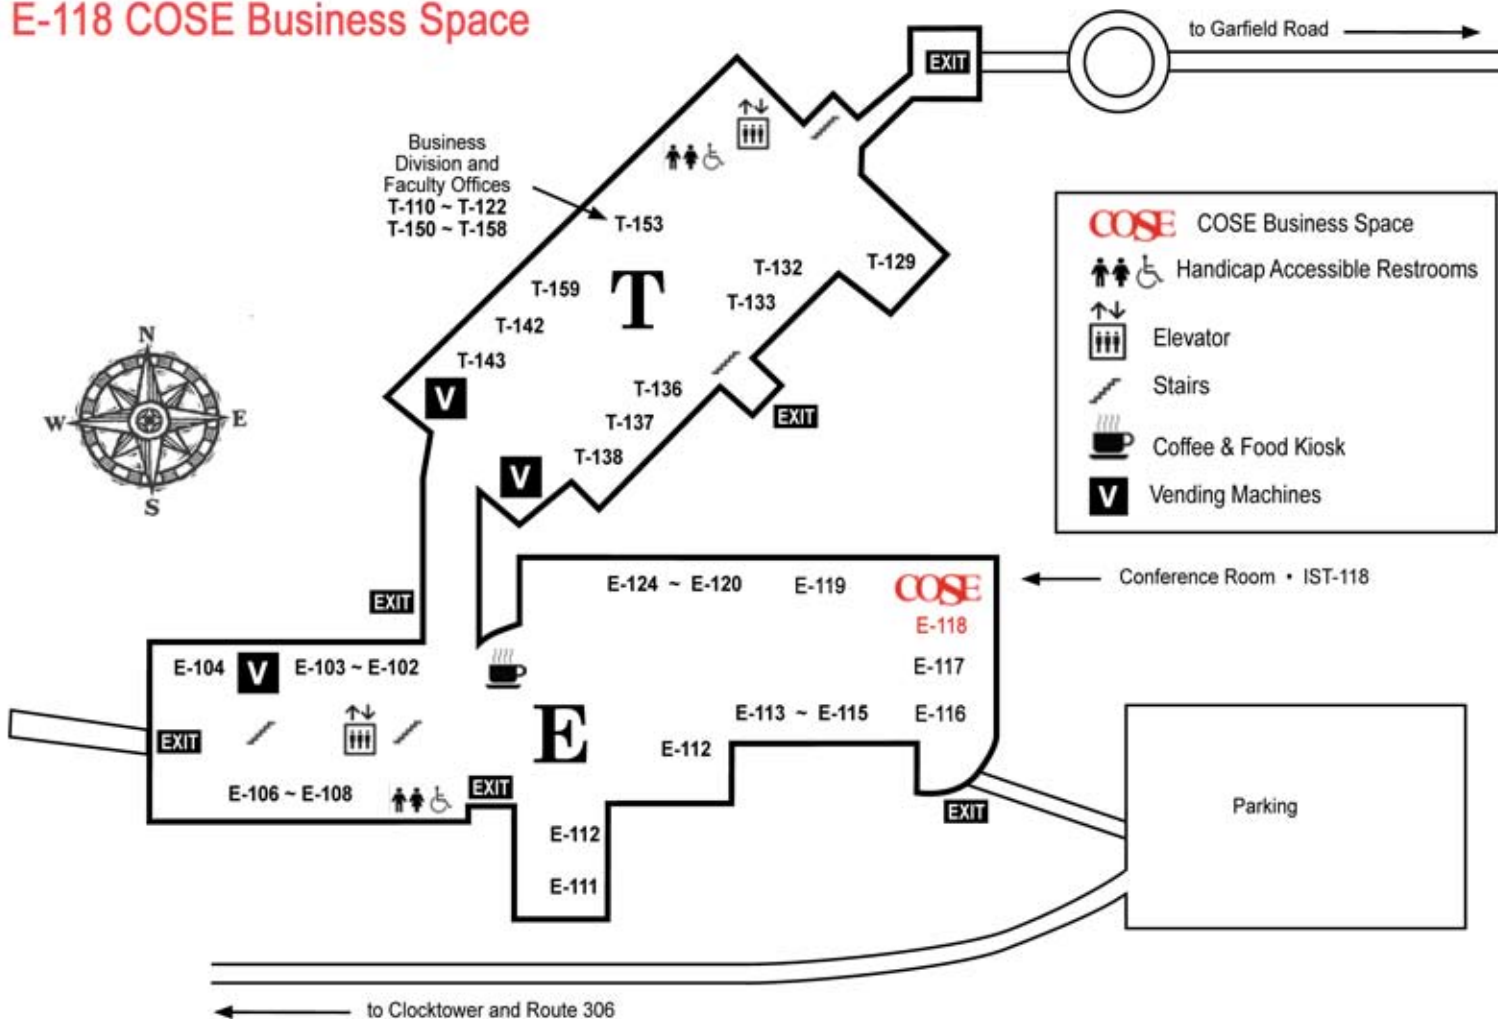 E-118 COSE Business Space
to Garfield Road
EXIT
Business
Division and
Faculty Offices
T-110 ~ T-122
T-150 ~ T-158
T-153
T-132
T-129
T-159
T
T-133
T-142
T-143
V
T-136
EXIT
T-137
T-138
V
N
W
E
S
COSE
COSE Business Space
Handicap Accessible Restrooms
Elevator
Stairs
Coffee & Food Kiosk
V
Vending Machines
Conference Room • IST-118
EXIT
E-124 ~ E-120
E-119
COSE
E-118
E-104
V
E-103 ~ E-102
E-117
E
E-113 ~ E-115
E-116
EXIT
E-112
E-106 ~ E-108
EXIT
EXIT
Parking
E-112
E-111
to Clocktower and Route 306